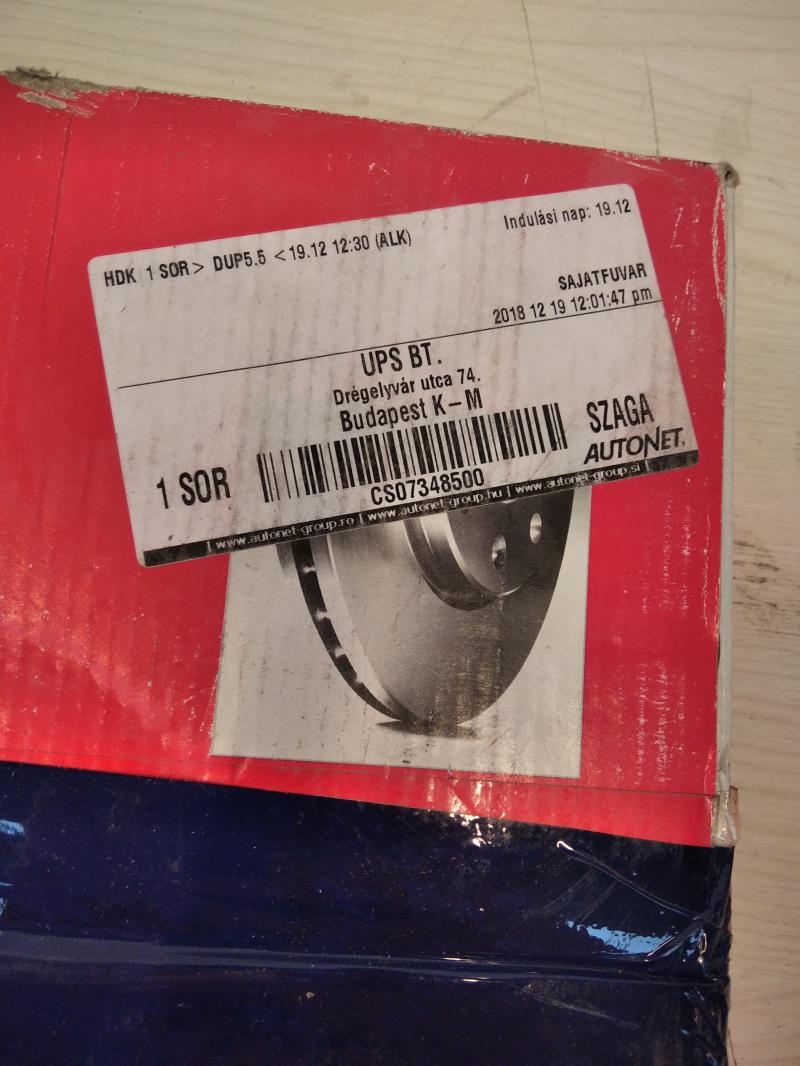 Indulási nap: 19.12
HDK 1 SOR > DUP5.5 < 19.12 12:30 (ALK)
SAJATFUVAR
2018 12 19 12:01:47 pm
UPS BT.
Drégelyvár utca 74.
Budapest K - M
1 SOR
SZAGA
AUTONET
CS07348500
| www.autonet-group.ro | www.autonet-group.hu | www.autonet-group.si |